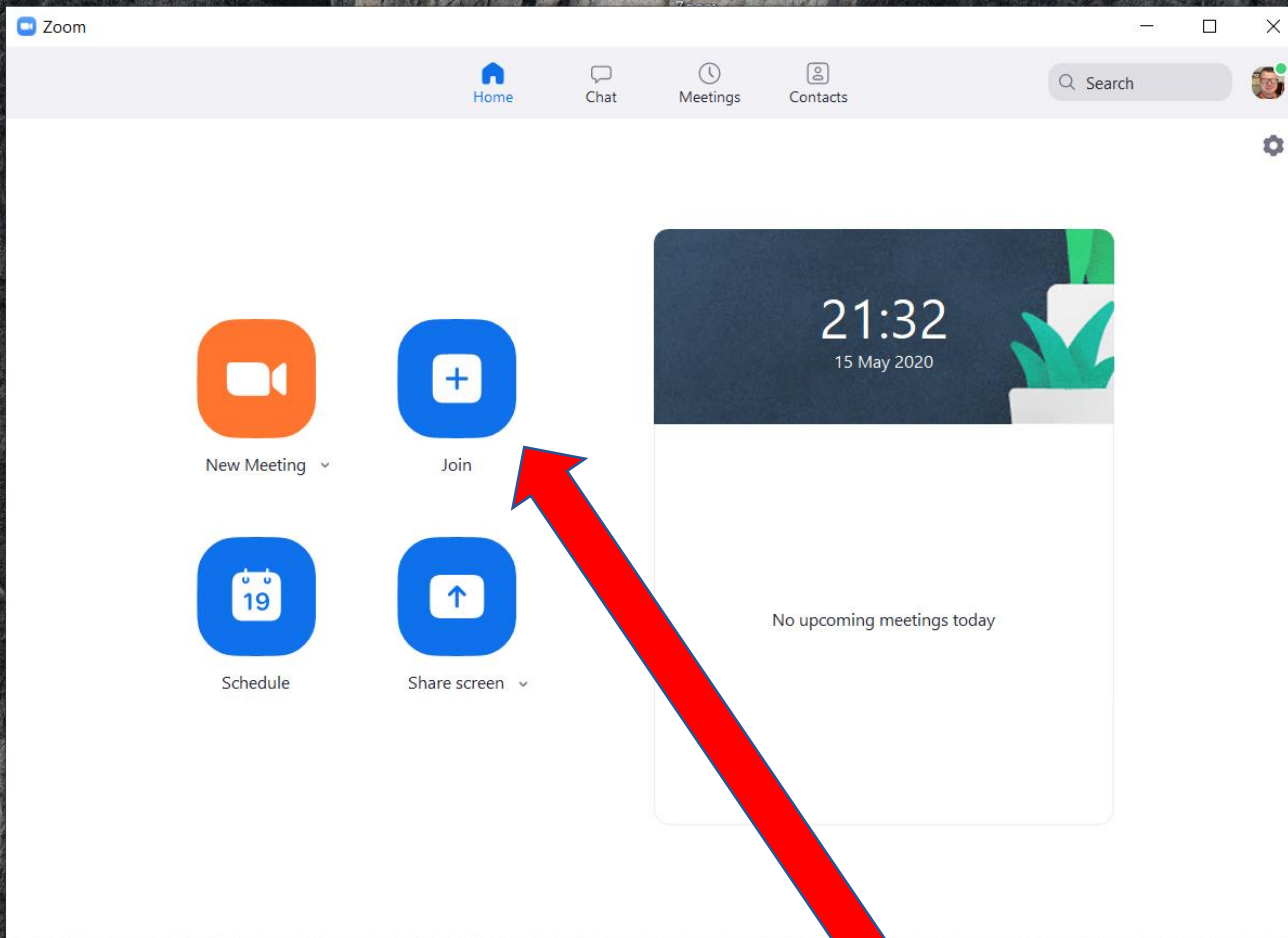 Zoom
Home
Chat
Meetings
Contacts
Search
21:32
15 May 2020
New Meeting
Join
19
Schedule
Share screen
No upcoming meetings today